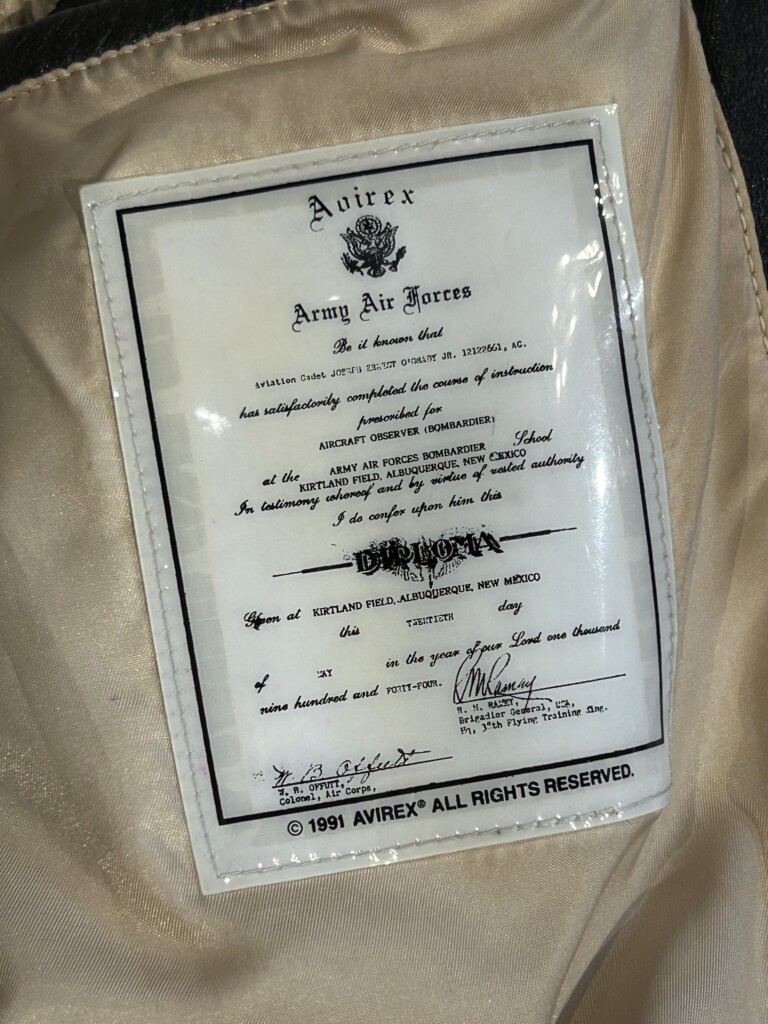 Avirex
Army Air Forces
Be it known that
Aviation Cadet JOSEPH ERNEST O'GRADY JR. 12122661, AC.
has satisfactorily completed the course of instruction
prescribed for
AIRCRAFT OBSERVER (BOMBARDIER)
at the ARMY AIR FORCES BOMBARDIER School
KIRTLAND FIELD, ALBUQUERQUE, NEW MEXICO
In testimony whereof and by virtue of vested authority
I do confer upon him this
DIPLOMA
Given at KIRTLAND FIELD, ALBUQUERQUE, NEW MEXICO
this TWENTIETH day
of MAY in the year of our Lord one thousand
nine hundred and FORTY-FOUR.
R. M. RAMEY,
Brigadier General, USA,
Flying Training Wing.
W B Offutt
W. B. OFFUTT,
Colonel, Air Corps,
© 1991 AVIREX® ALL RIGHTS RESERVED.